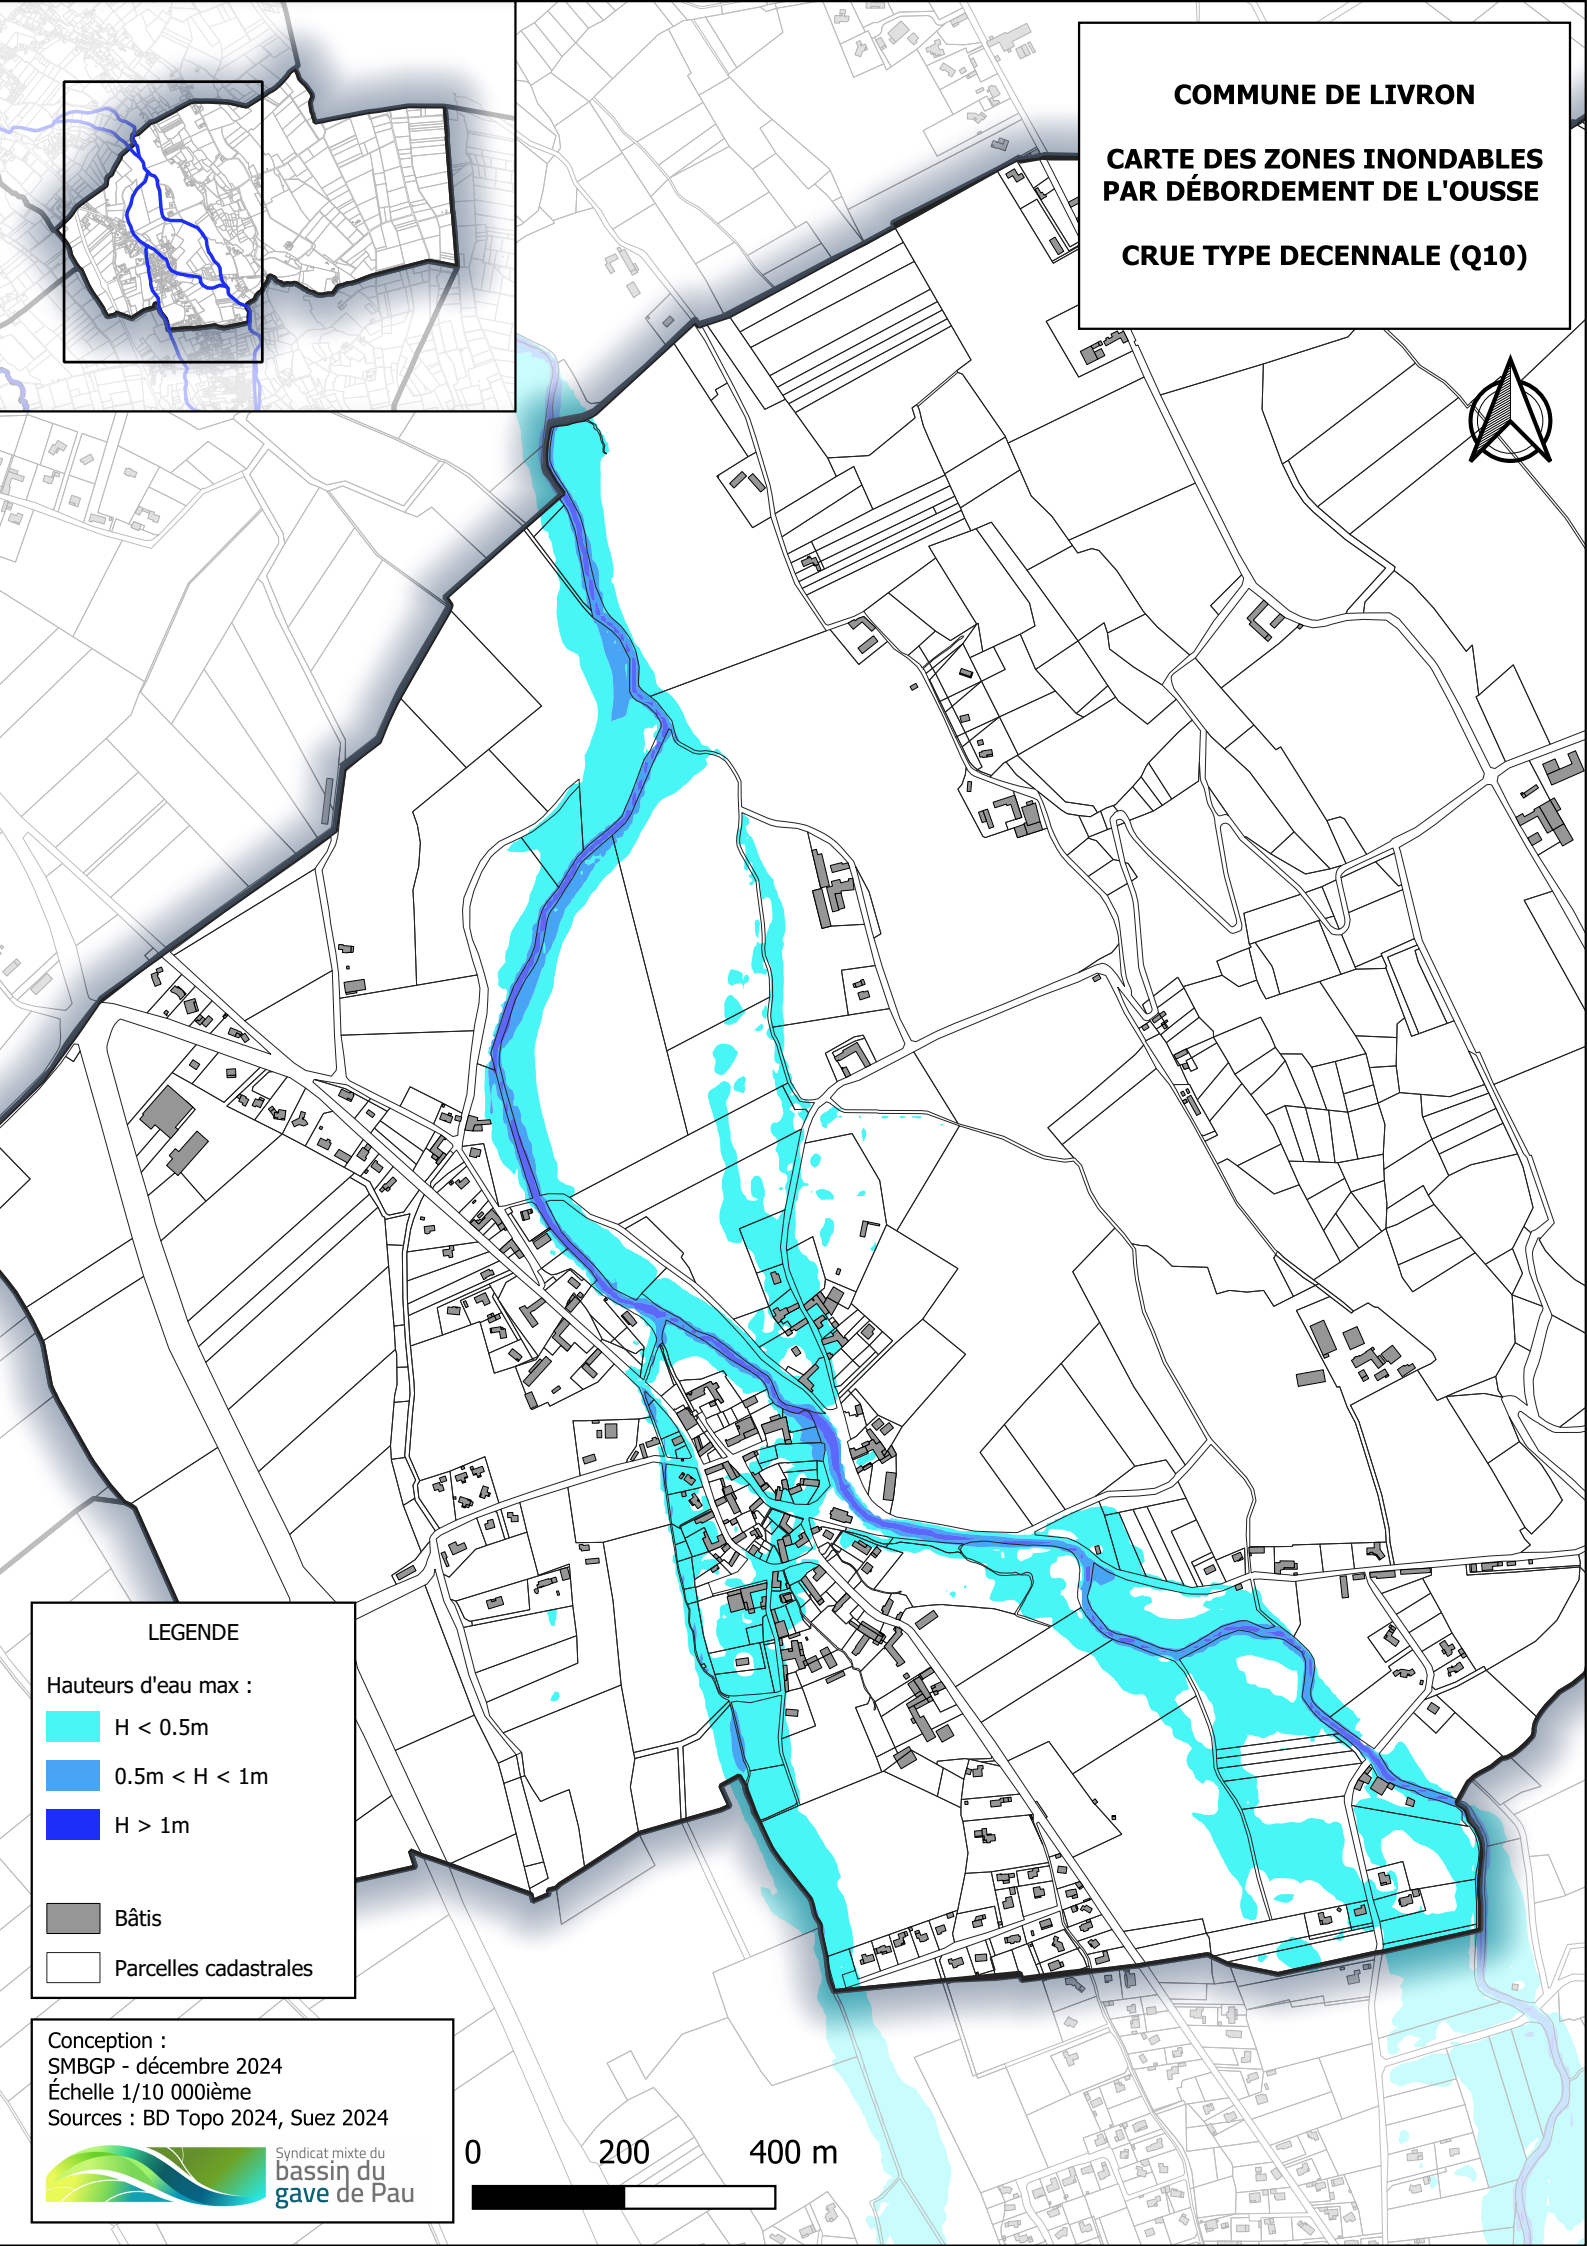 COMMUNE DE LIVRON
CARTE DES ZONES INONDABLES
PAR DÉBORDEMENT DE L'OUSSE
CRUE TYPE DECENNALE (Q10)
LEGENDE
Hauteurs d'eau max :
H < 0.5m
0.5m < H < 1m
H > 1m
Bâtis
Parcelles cadastrales
Conception :
SMBGP - décembre 2024
Échelle 1/10 000ième
Sources : BD Topo 2024, Suez 2024
Syndicat mixte du
bassin du
gave de Pau
0 200 400 m